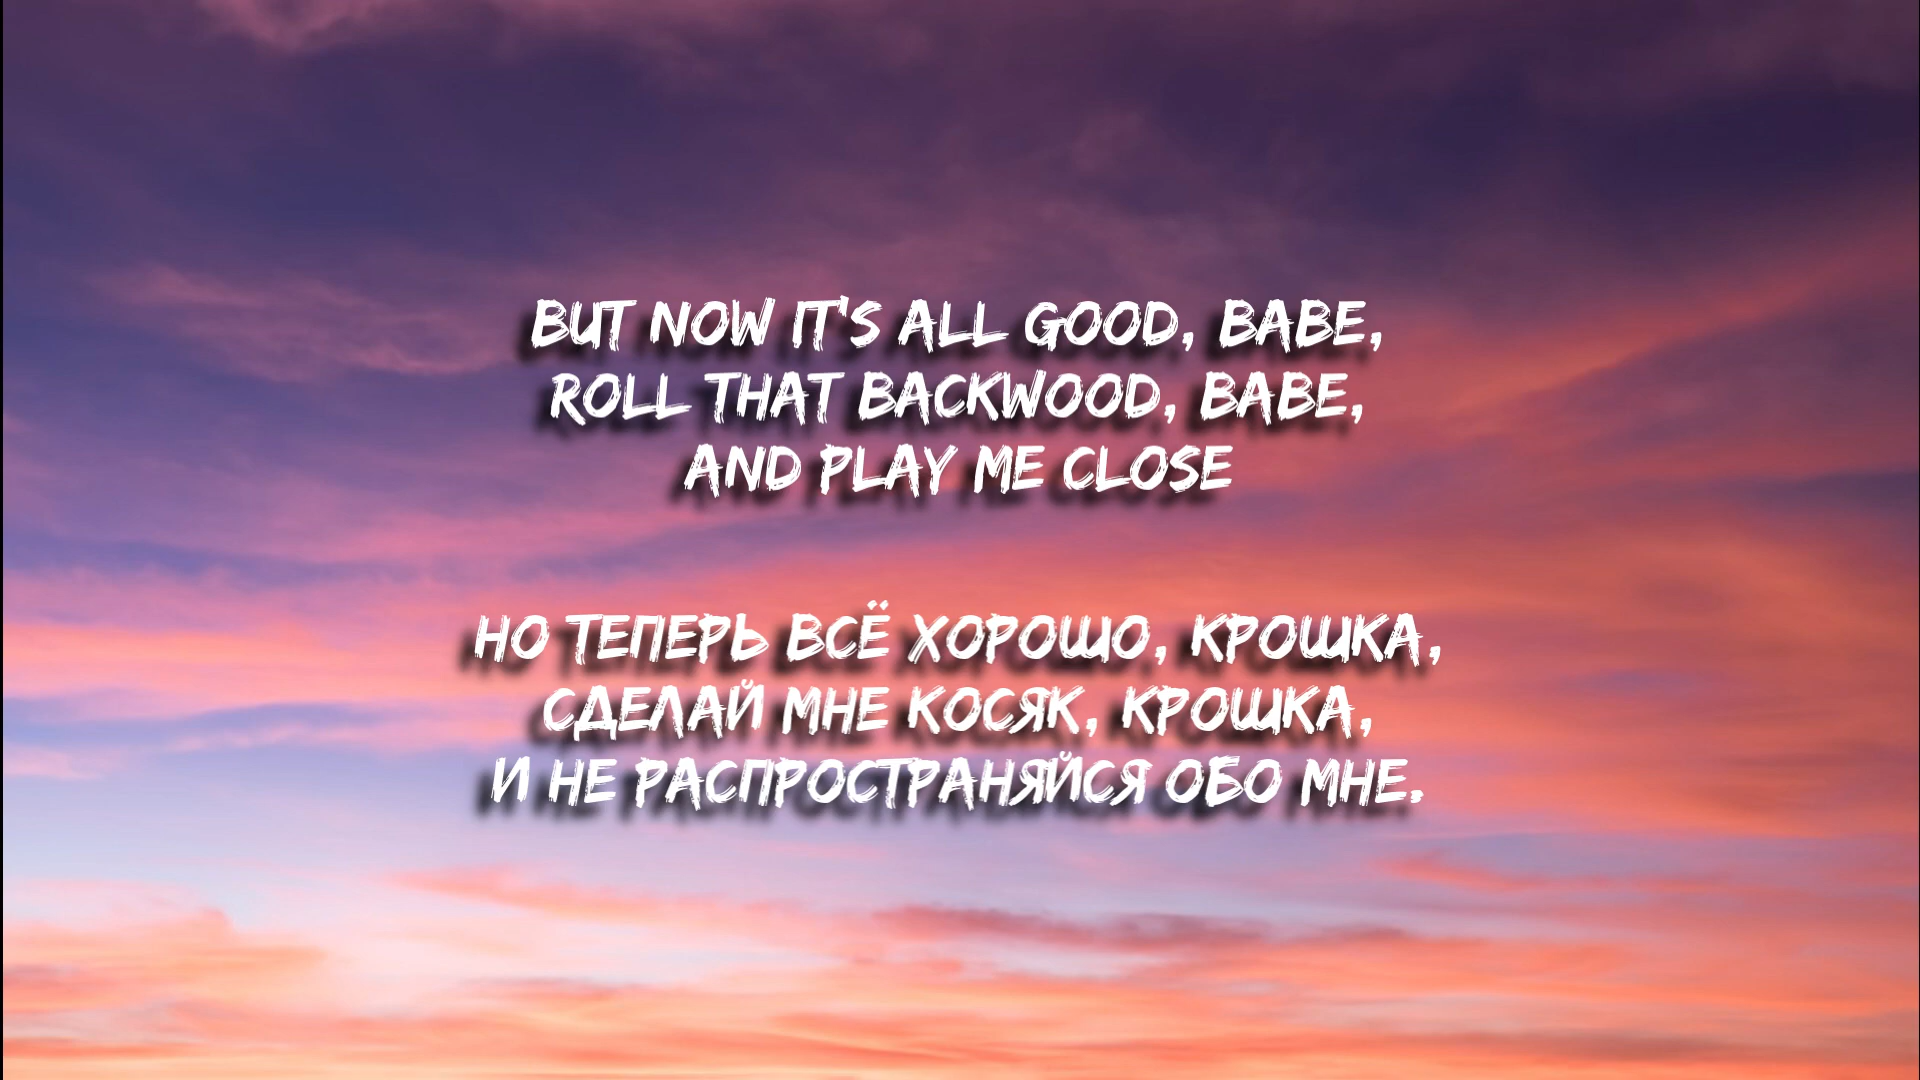 BUT NOW IT'S ALL GOOD, BABE,
ROLL THAT BACKWOOD, BABE,
AND PLAY ME CLOSE
НО ТЕПЕРЬ ВСЁ ХОРОШО, КРОШКА,
СДЕЛАЙ МНЕ КОСЯК, КРОШКА,
И НЕ РАСПРОСТРАНЯЙСЯ ОБО МНЕ.